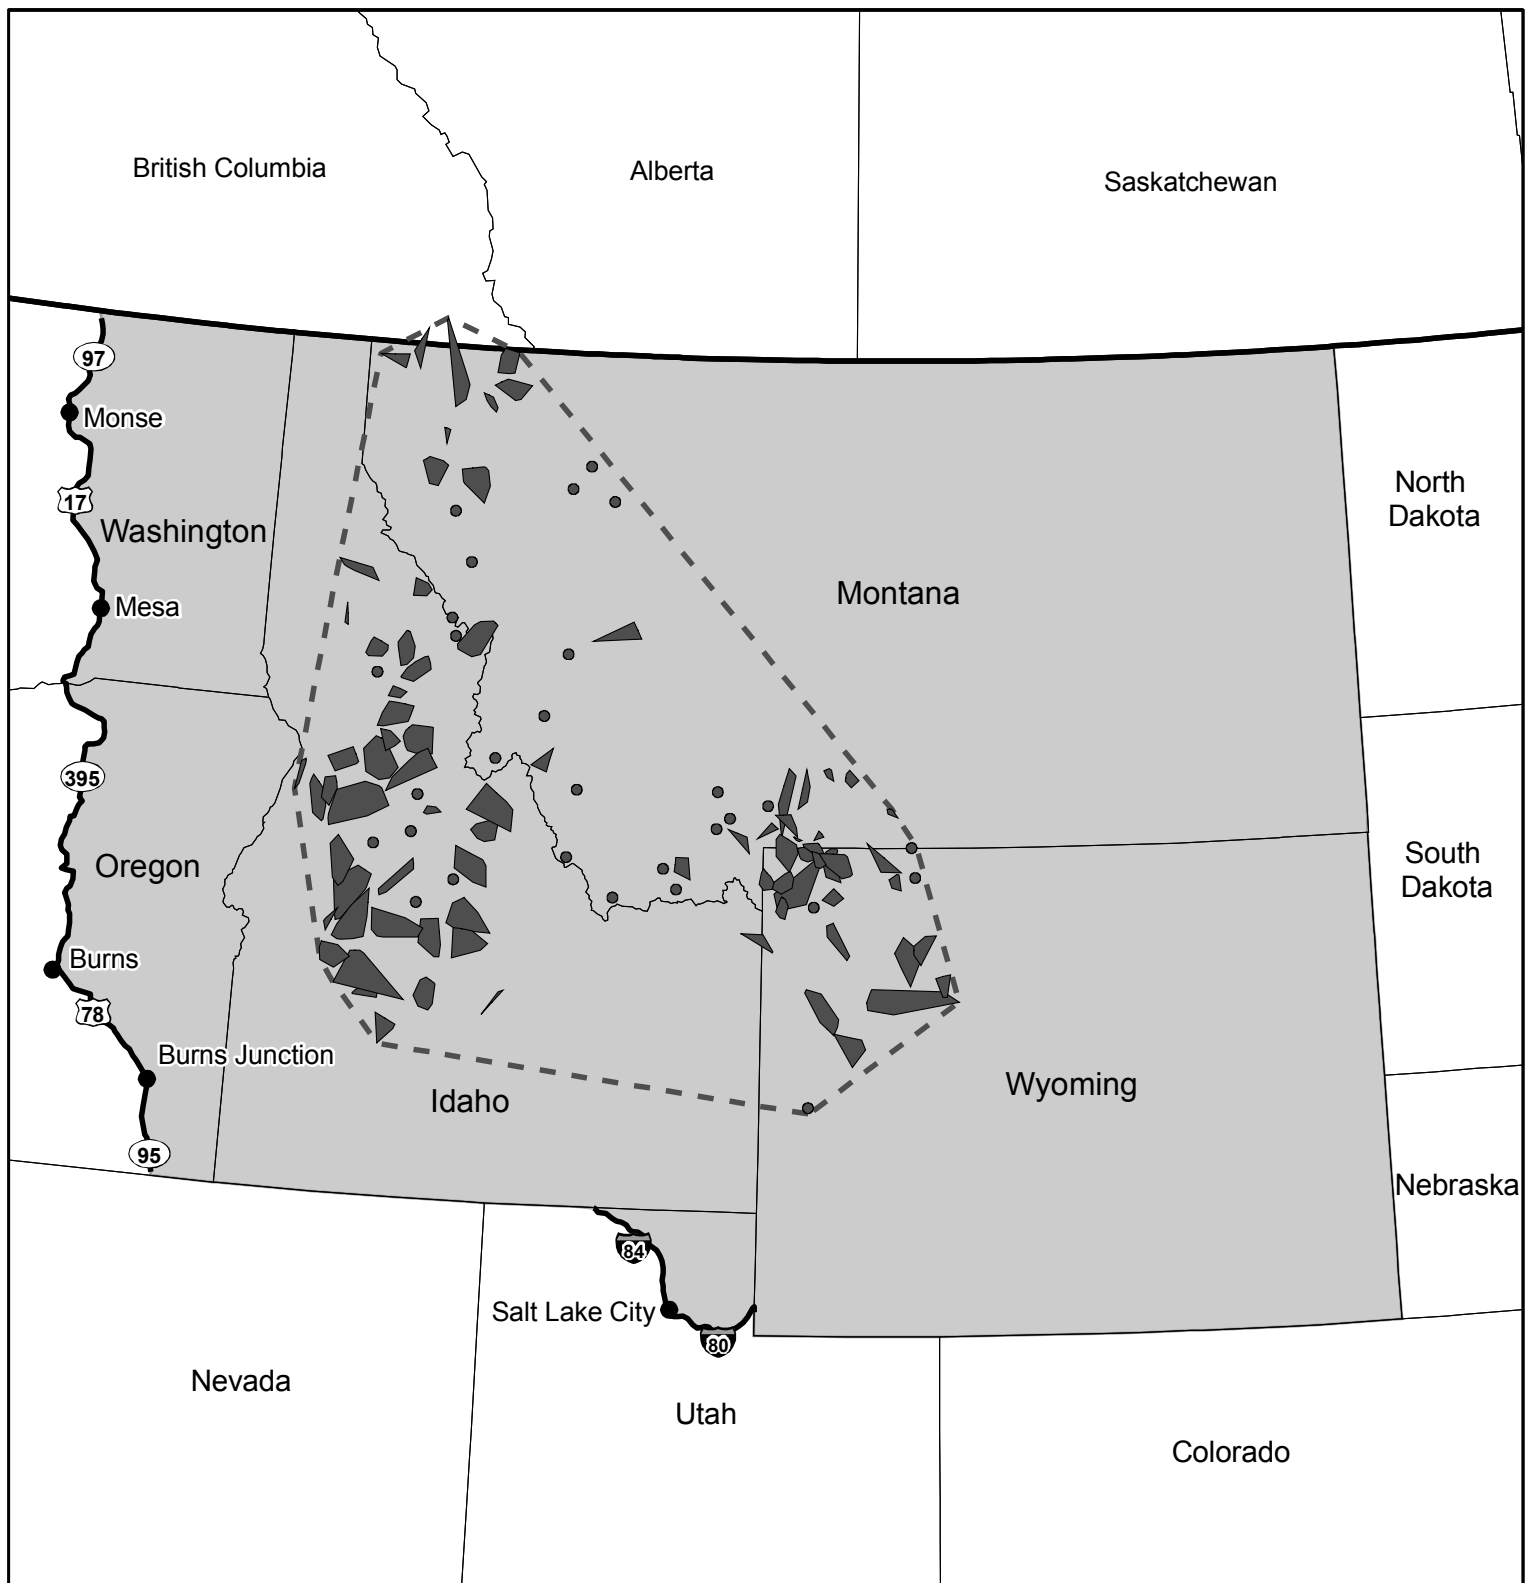 British Columbia
Alberta
Saskatchewan
97
Monse
17
Washington
Mesa
North
Dakota
Montana
395
Oregon
South
Dakota
Burns
78
Burns Junction
Idaho
Wyoming
95
Nebraska
84
Salt Lake City
80
Nevada
Utah
Colorado